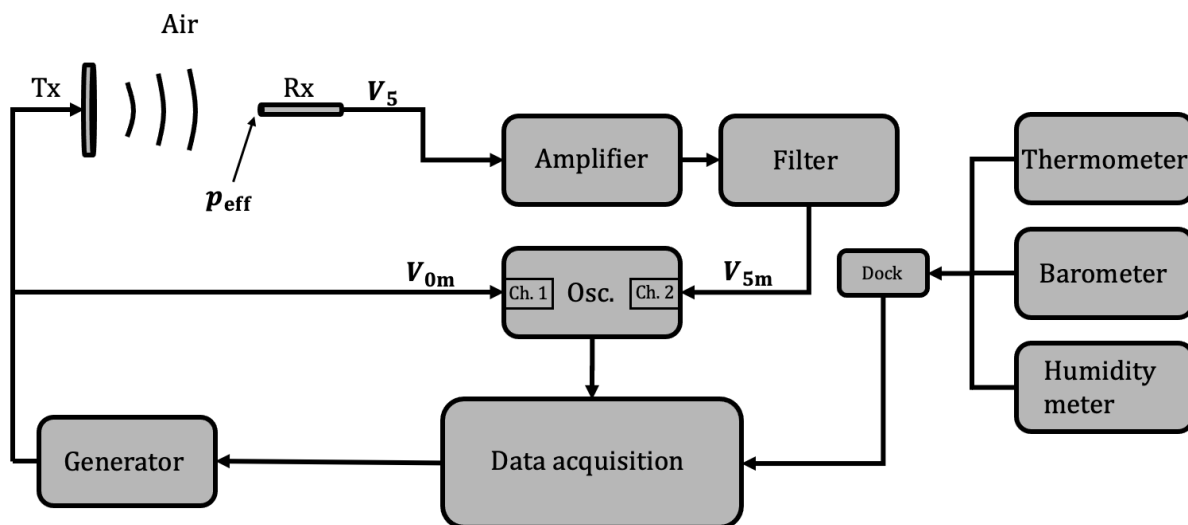 Air
Tx
Rx
V5
Amplifier
Filter
Thermometer
peff
V0m
Ch. 1
Osc.
Ch. 2
V5m
Dock
Barometer
Humidity
meter
Generator
Data acquisition